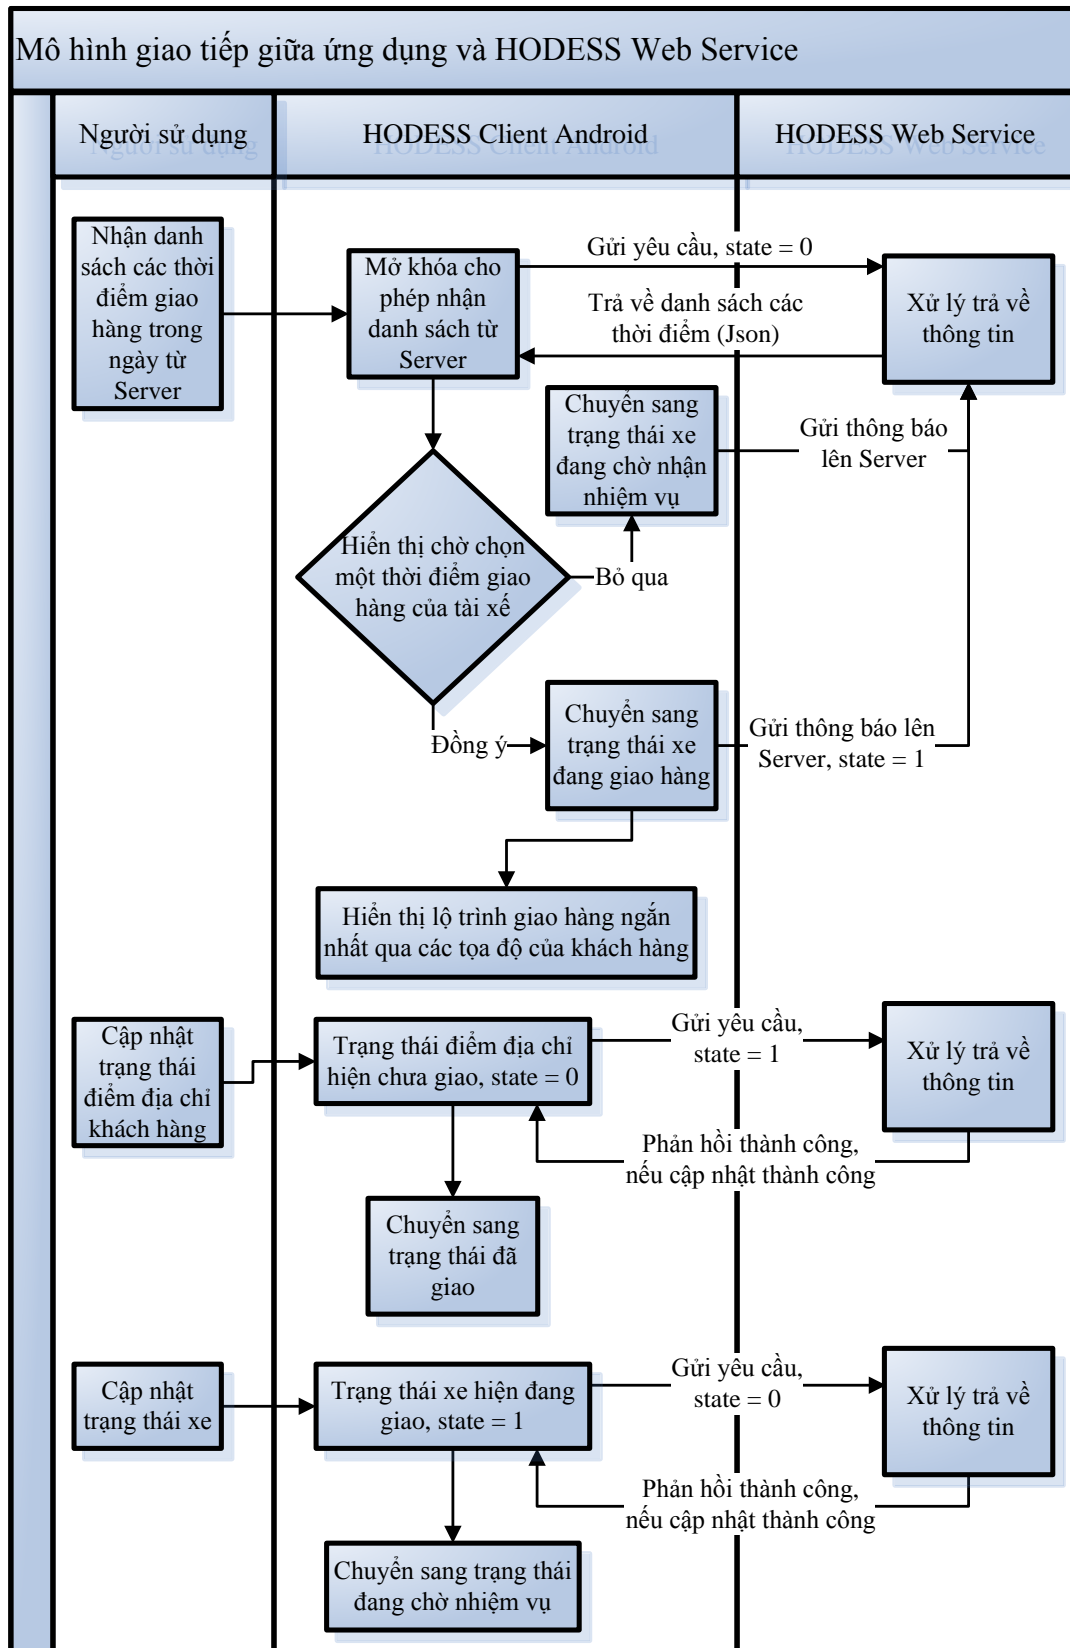 Mô hình giao tiếp giữa ứng dụng và HODESS Web Service
Người sử dụng
HODESS Client Android
HODESS Web Service
Nhận danh
sách các thời
điểm giao
hàng trong
ngày từ
Server
Mở khóa cho
phép nhận
danh sách từ
Server
Gửi yêu cầu, state = 0
Trả về danh sách các
thời điểm (Json)
Xử lý trả về
thông tin
Chuyển sang
trạng thái xe
đang chờ nhận
nhiệm vụ
Gửi thông báo
lên Server
Hiển thị chờ chọn
một thời điểm giao
hàng của tài xế
Bỏ qua
Đồng ý
Chuyển sang
trạng thái xe
đang giao hàng
Gửi thông báo lên
Server, state = 1
Hiển thị lộ trình giao hàng ngắn
nhất qua các tọa độ của khách hàng
Cập nhật
trạng thái
điểm địa chỉ
khách hàng
Trạng thái điểm địa chỉ
hiện chưa giao, state = 0
Gửi yêu cầu,
state = 1
Xử lý trả về
thông tin
Phản hồi thành công,
nếu cập nhật thành công
Chuyển sang
trạng thái đã
giao
Cập nhật
trạng thái xe
Trạng thái xe hiện đang
giao, state = 1
Gửi yêu cầu,
state = 0
Xử lý trả về
thông tin
Phản hồi thành công,
nếu cập nhật thành công
Chuyển sang trạng thái
đang chờ nhiệm vụ